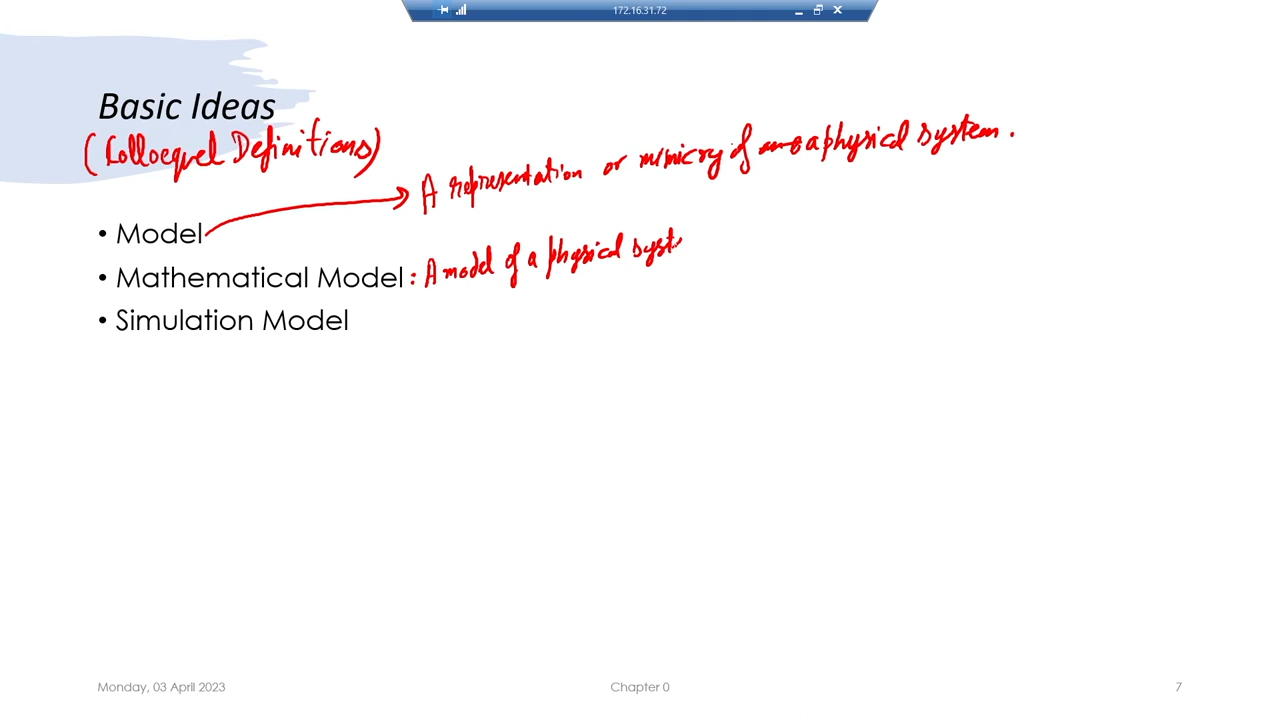 172.16.31.72
Basic Ideas
(Colloequel Definitions)
A representation or mimicry of a physical system.
• Model
• Mathematical Model : A model of a physical syst
• Simulation Model
Monday, 03 April 2023
Chapter 0
7